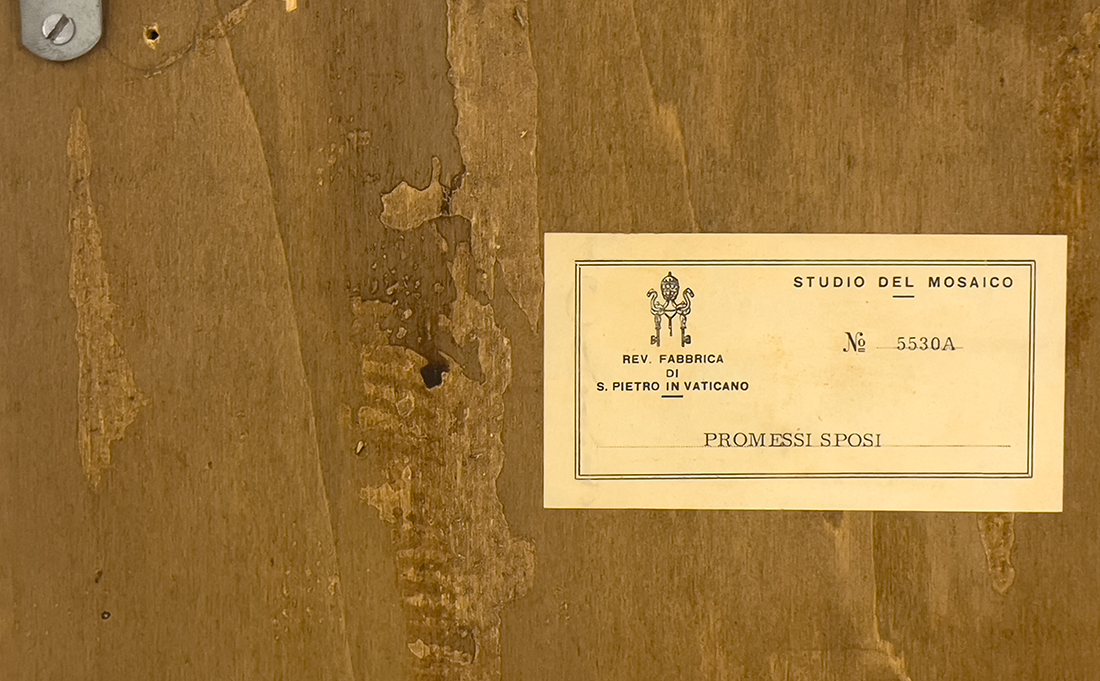 STUDIO DEL MOSAICO
Nº 5530A
REV. FABBRICA
DI
S. PIETRO IN VATICANO
PROMESSI SPOSI